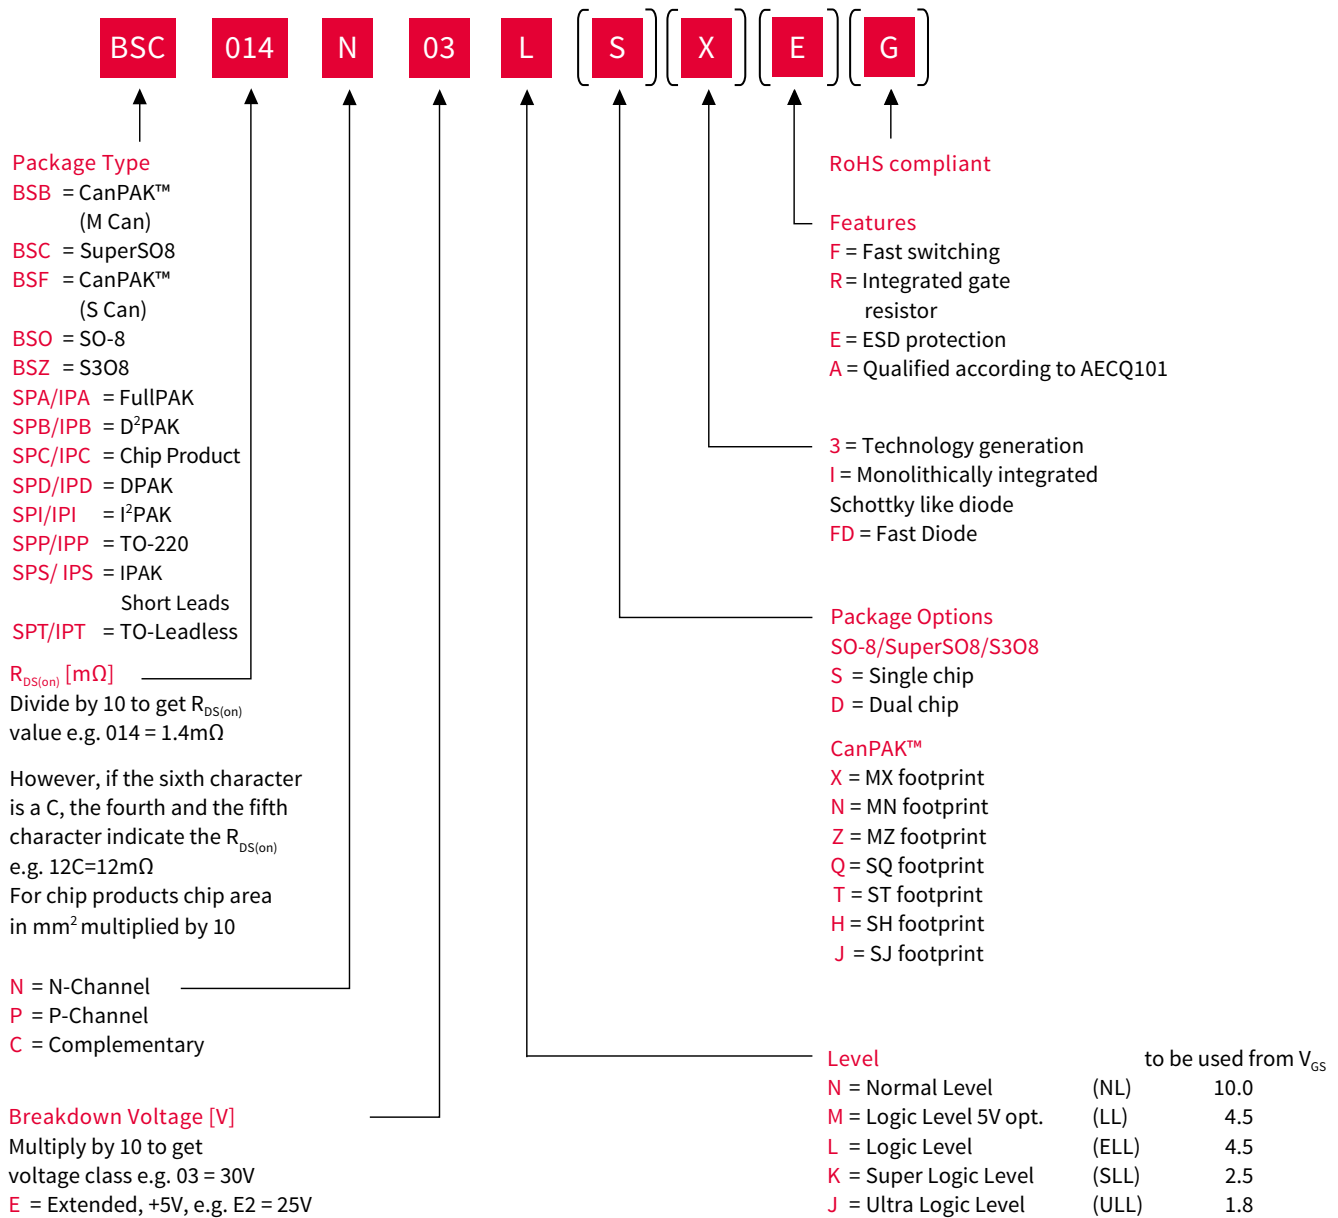 BSC 014 N 03 L S X E G
Package Type
BSB = CanPAK™
(M Can)
BSC = SuperSO8
BSF = CanPAK™
(S Can)
BSO = SO-8
BSZ = S3O8
SPA/IPA = FullPAK
SPB/IPB = D²PAK
SPC/IPC = Chip Product
SPD/IPD = DPAK
SPI/IPI = I²PAK
SPP/IPP = TO-220
SPS/ IPS = IPAK
Short Leads
SPT/IPT = TO-Leadless
R_DS(on) [mΩ]
Divide by 10 to get R_DS(on)
value e.g. 014 = 1.4mΩ
However, if the sixth character
is a C, the fourth and the fifth
character indicate the R_DS(on)
e.g. 12C=12mΩ
For chip products chip area
in mm² multiplied by 10
N = N-Channel
P = P-Channel
C = Complementary
Breakdown Voltage [V]
Multiply by 10 to get
voltage class e.g. 03 = 30V
E = Extended, +5V, e.g. E2 = 25V
RoHS compliant
Features
F = Fast switching
R = Integrated gate
resistor
E = ESD protection
A = Qualified according to AECQ101
3 = Technology generation
I = Monolithically integrated
Schottky like diode
FD = Fast Diode
Package Options
SO-8/SuperSO8/S3O8
S = Single chip
D = Dual chip
CanPAK™
X = MX footprint
N = MN footprint
Z = MZ footprint
Q = SQ footprint
T = ST footprint
H = SH footprint
J = SJ footprint
Level to be used from V_GS
N = Normal Level (NL) 10.0
M = Logic Level 5V opt. (LL) 4.5
L = Logic Level (ELL) 4.5
K = Super Logic Level (SLL) 2.5
J = Ultra Logic Level (ULL) 1.8